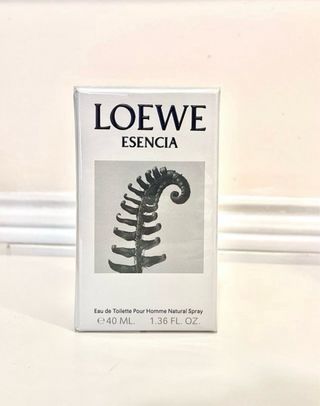 LOEWE
ESENCIA
Eau de Toilette Pour Homme Natural Spray
℮40 ML. 1.36 FL. OZ.